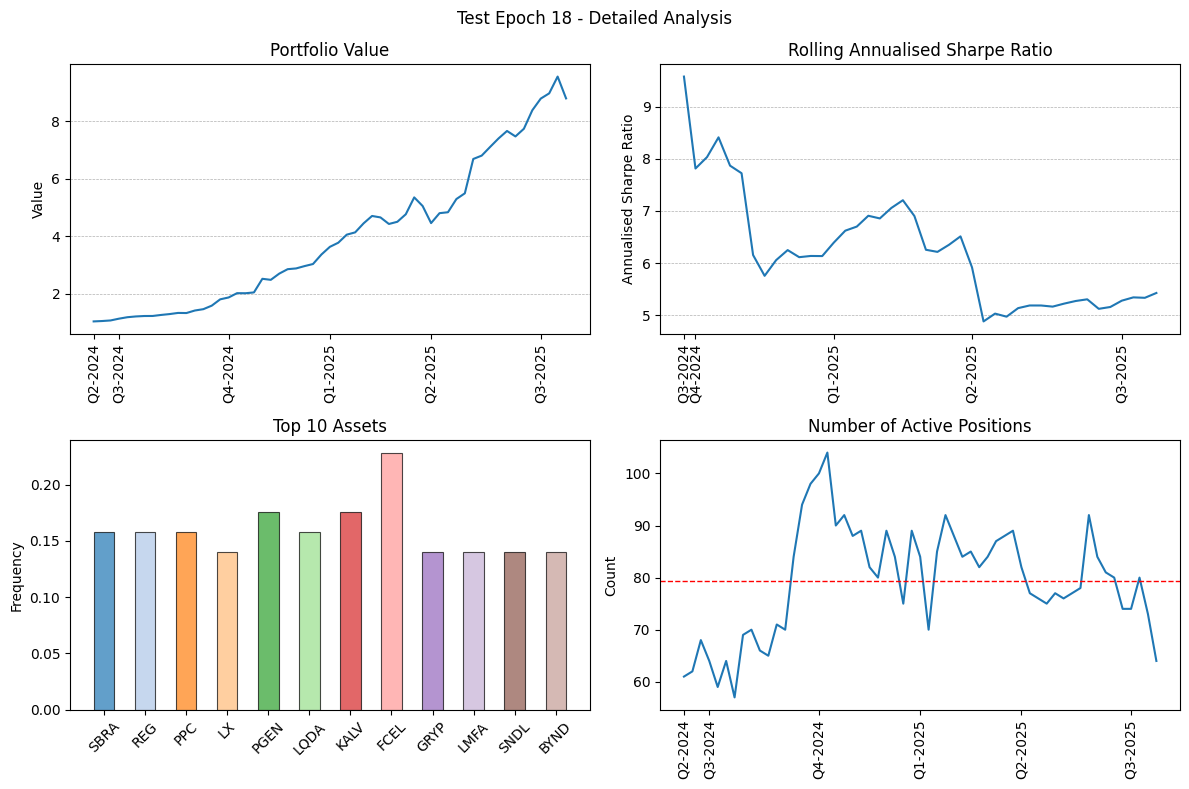 Test Epoch 18 - Detailed Analysis
Portfolio Value
Value
8
6
4
2
Q2-2024
Q3-2024
Q4-2024
Q1-2025
Q2-2025
Q3-2025
Rolling Annualised Sharpe Ratio
Annualised Sharpe Ratio
9
8
7
6
5
Q3-2024
Q4-2024
Q1-2025
Q2-2025
Q3-2025
Top 10 Assets
Frequency
0.20
0.15
0.10
0.05
0.00
SBRA
REG
PPC
LX
PGEN
LQDA
KALV
FCEL
GRYP
LMFA
SNDL
BYND
Number of Active Positions
Count
100
90
80
70
60
Q2-2024
Q3-2024
Q4-2024
Q1-2025
Q2-2025
Q3-2025